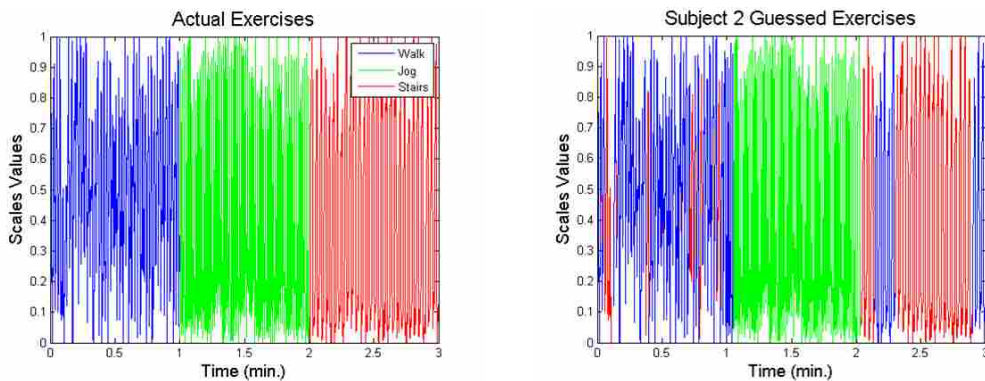 Actual Exercises
1
0.9
0.8
0.7
0.6
0.5
0.4
0.3
0.2
0.1
0
Scales Values
Walk
Jog
Stairs
0 0.5 1 1.5 2 2.5 3
Time (min.)
Subject 2 Guessed Exercises
1
0.9
0.8
0.7
0.6
0.5
0.4
0.3
0.2
0.1
0
Scales Values
0 0.5 1 1.5 2 2.5 3
Time (min.)